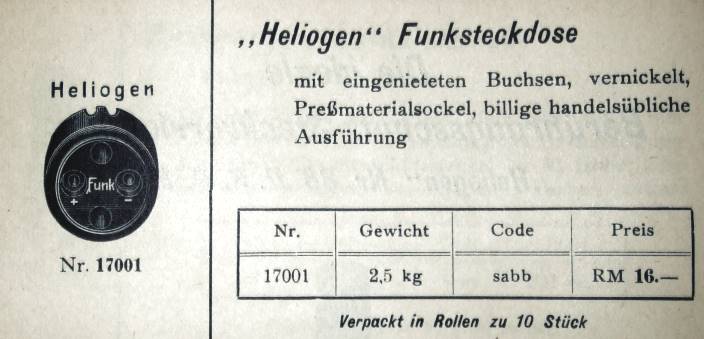 Heliogen
Funk
+ −
Nr. 17001
„Heliogen“ Funksteckdose
mit eingenieteten Buchsen, vernickelt,
Preßmaterialsockel, billige handelsübliche
Ausführung
Nr. Gewicht Code Preis
17001 2,5 kg sabb RM 16.—
Verpackt in Rollen zu 10 Stück